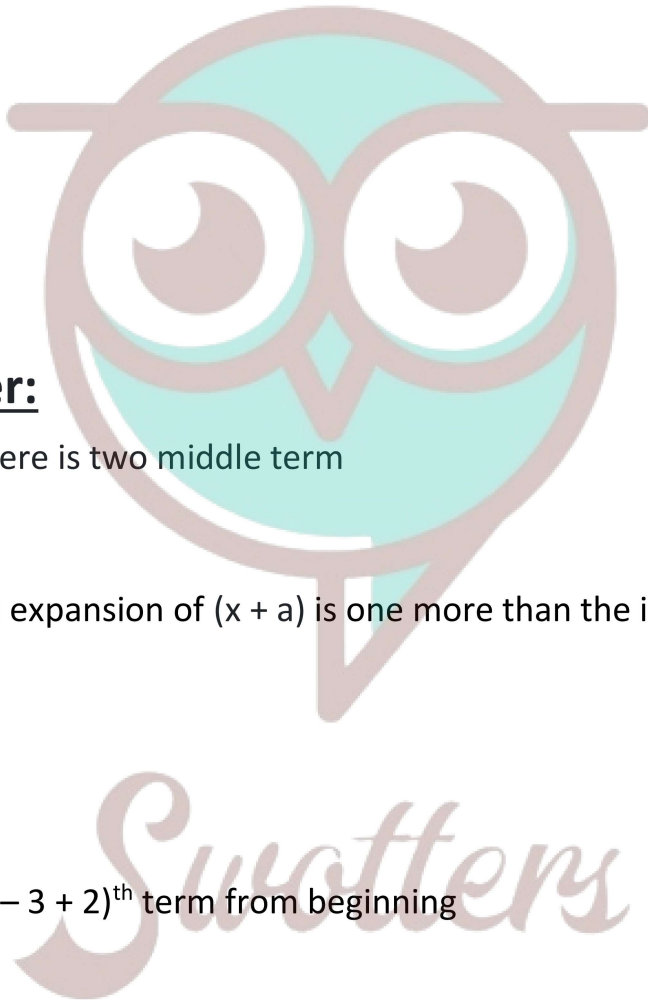 er:
ere is two middle term
expansion of (x + a) is one more than the i
– 3 + 2)th term from beginning
Swotters